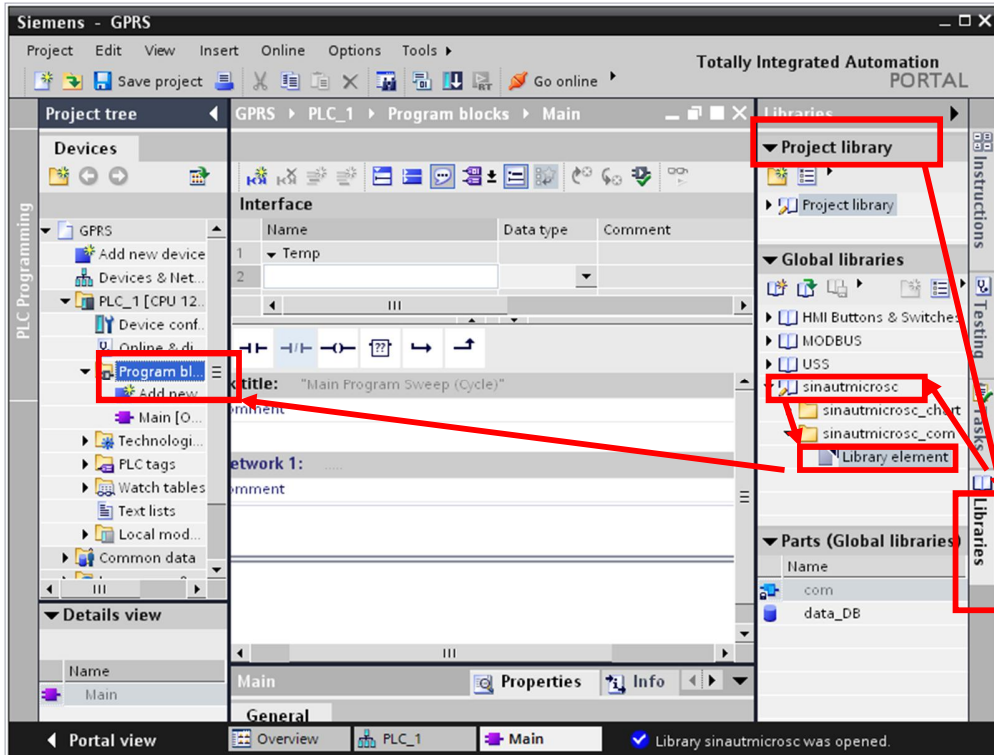 Siemens - GPRS
Project Edit View Insert Online Options Tools
Totally Integrated Automation
PORTAL
Save project
Go online
Project tree
Devices
PLC Programming
GPRS
Add new device
Devices & Net...
PLC_1 [CPU 12..
Device conf..
Online & di..
Program bl...
Add new
Main [O...
Technologi...
PLC tags
Watch tables
Text lists
Local mod...
Common data
Details view
Name
Main
GPRS PLC_1 Program blocks Main
Interface
Name Data type Comment
1 Temp
2
??
title: "Main Program Sweep (Cycle)"
omment
etwork 1: .....
omment
Main
Properties Info
General
Libraries
Project library
Project library
Global libraries
HMI Buttons & Switches
MODBUS
USS
sinautmicrosc
sinautmicrosc_chart
sinautmicrosc_com
Library element
Parts (Global libraries)
Name
com
data_DB
Instructions
Testing
Tasks
Libraries
Portal view
Overview PLC_1 Main
Library sinautmicrosc was opened.